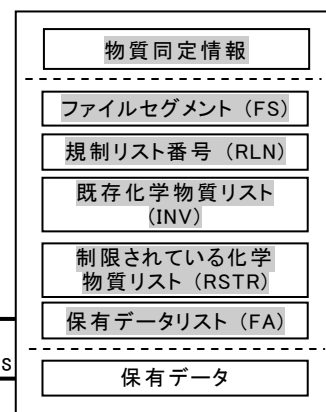 物質同定情報
ファイルセグメント（FS）
規制リスト番号（RLN）
既存化学物質リスト
（INV）
制限されている化学
物質リスト（RSTR）
保有データリスト（FA）
S
保有データ